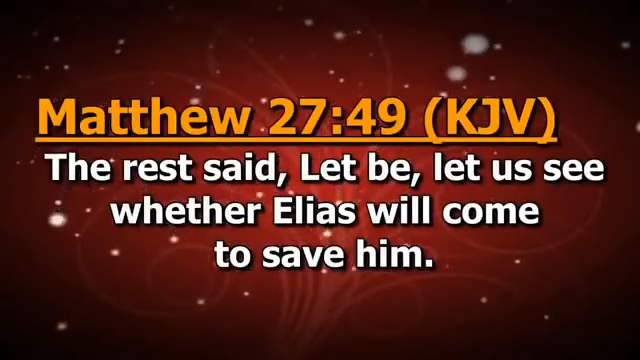 Matthew 27:49 (KJV)
The rest said, Let be, let us see
whether Elias will come
to save him.